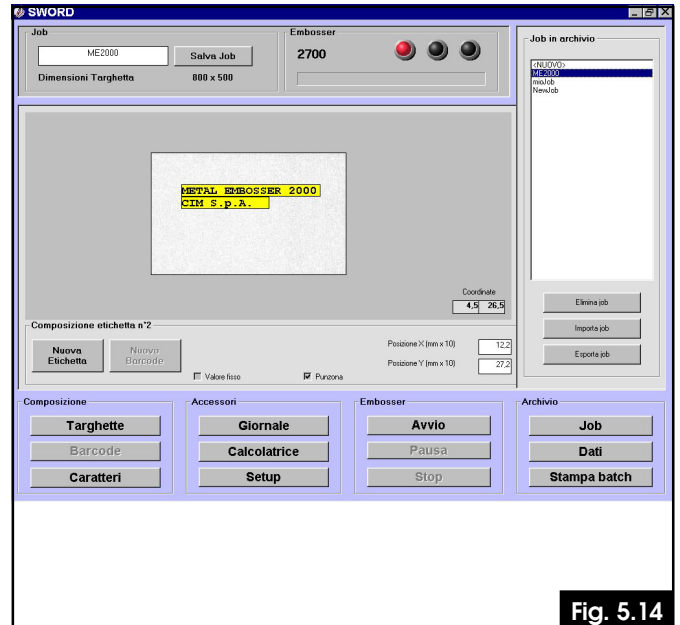 SWORD
Job
ME2000
Salva Job
Dimensioni Targhetta 800 x 500
Embosser
2700
Job in archivio
<NUOVO>
ME2000
mioJob
NewJob
METAL EMBOSSER 2000
CIM S.p.A.
Coordinate
4,5 26,5
Elimina job
Importa job
Esporta job
Composizione etichetta n°2
Nuova Etichetta
Nuovo Barcode
Valore fisso
Punzona
Posizione X (mm x 10) 12,2
Posizione Y (mm x 10) 27,2
Composizione
Targhette
Barcode
Caratteri
Accessori
Giornale
Calcolatrice
Setup
Embosser
Avvio
Pausa
Stop
Archivio
Job
Dati
Stampa batch
Fig. 5.14